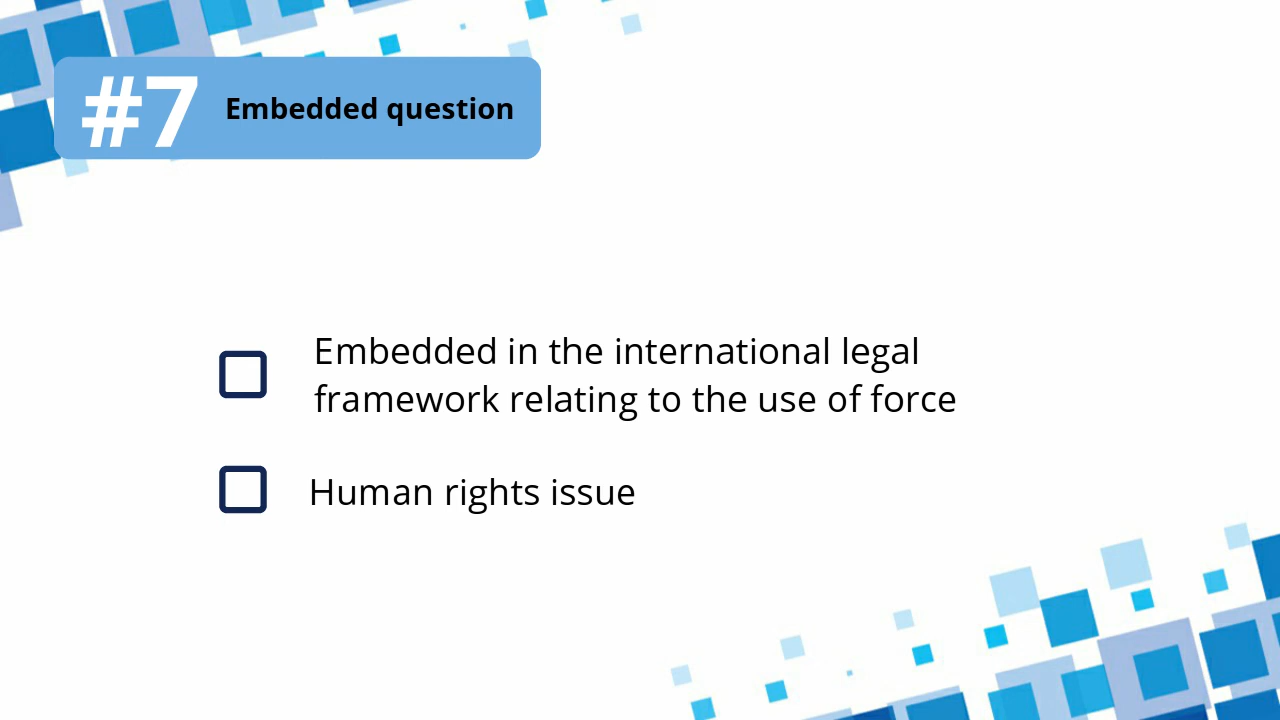 #7 Embedded question
Embedded in the international legal
framework relating to the use of force
Human rights issue